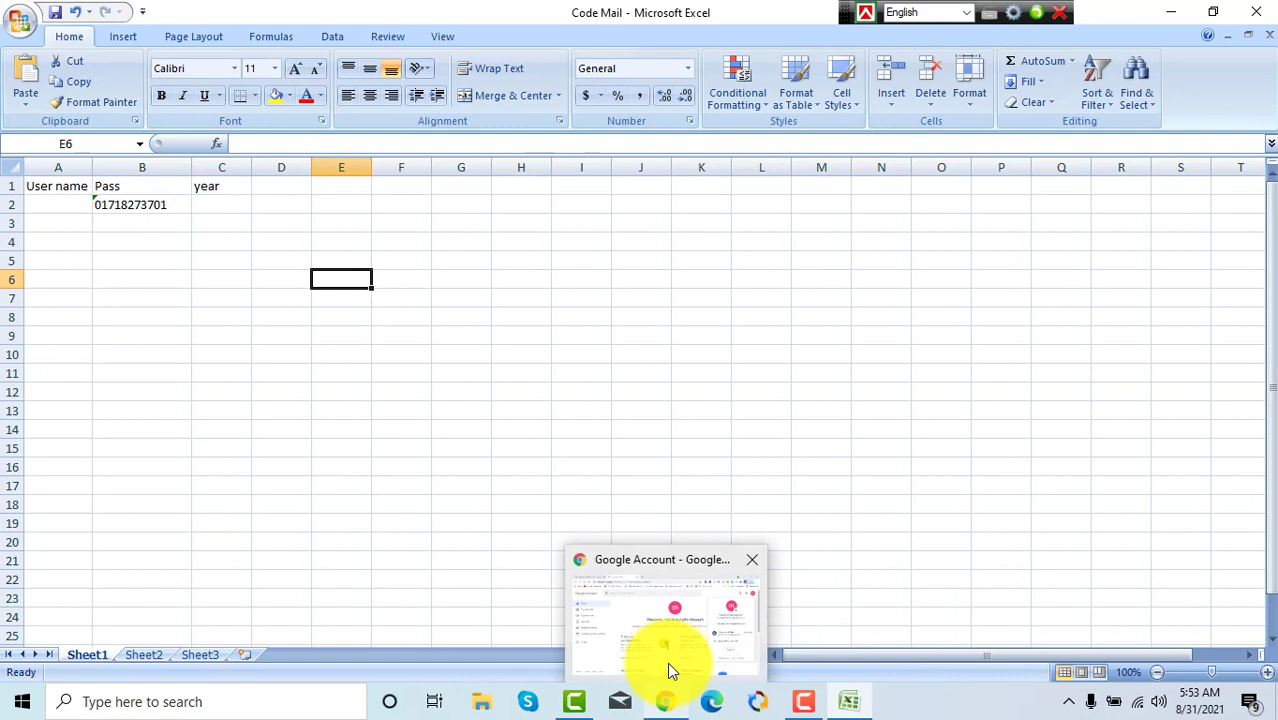 Code Mail - Microsoft Excel
English
Home Insert Page Layout Formulas Data Review View
Paste
Cut
Copy
Format Painter
Clipboard
Calibri 11
B I U
Font
Wrap Text
Merge & Center
Alignment
General
$ % ,
Number
Conditional Formatting
Format as Table
Cell Styles
Styles
Insert
Delete
Format
Cells
AutoSum
Fill
Clear
Sort & Filter
Find & Select
Editing
E6 fx
A B C D E F G H I J K L M N O P Q R S T
1 User name Pass year
2 01718273701
3
4
5
6
7
8
9
10
11
12
13
14
15
16
17
18
19
20
21
22
23
Google Account - Google...
Sheet1 Sheet2 Sheet3
Ready
100%
Type here to search
5:53 AM
8/31/2021
9